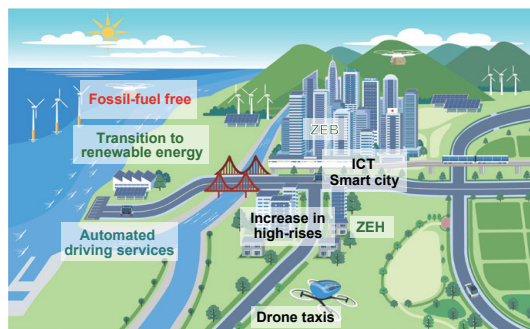 Fossil-fuel free
ZEB
Transition to
renewable energy
ICT
Smart city
Increase in
high-rises
ZEH
Automated
driving services
Drone taxis